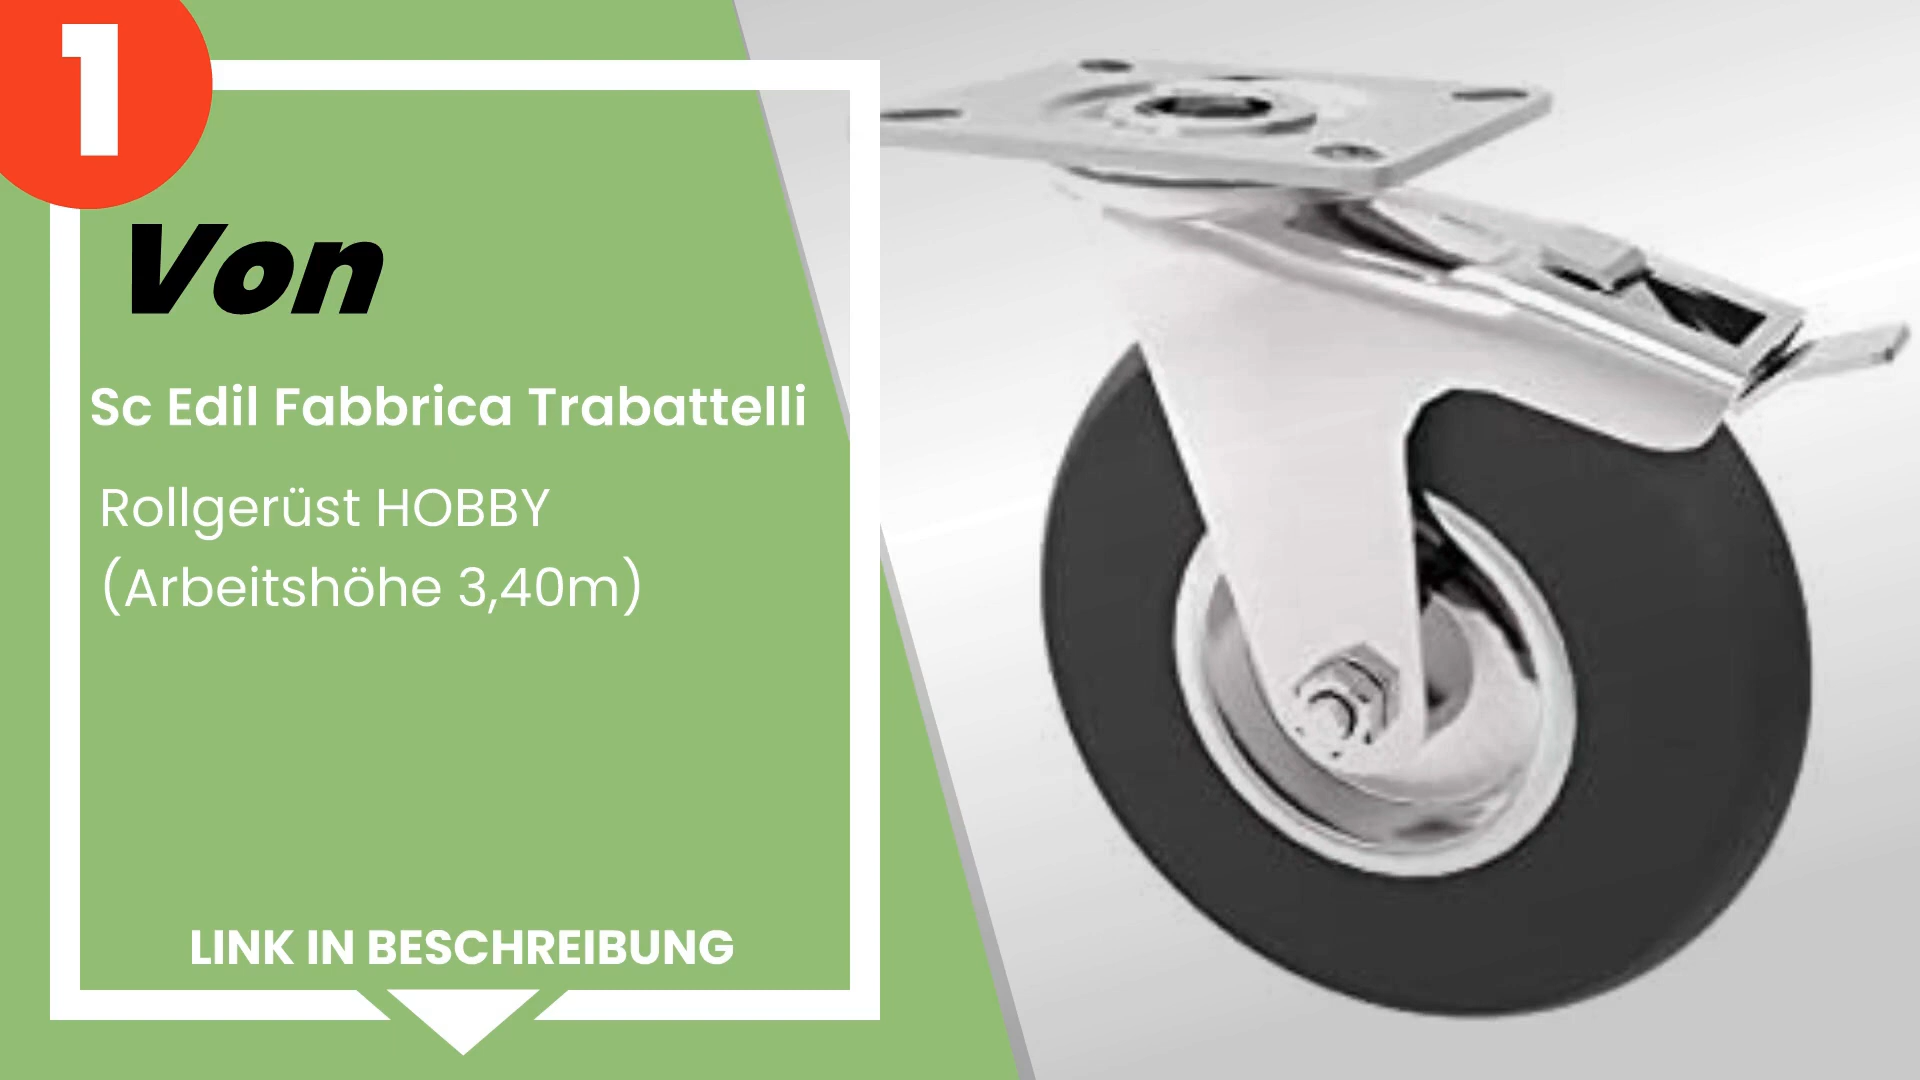 1
Von
Sc Edil Fabbrica Trabattelli
Rollgerüst HOBBY
(Arbeitshöhe 3,40m)
LINK IN BESCHREIBUNG